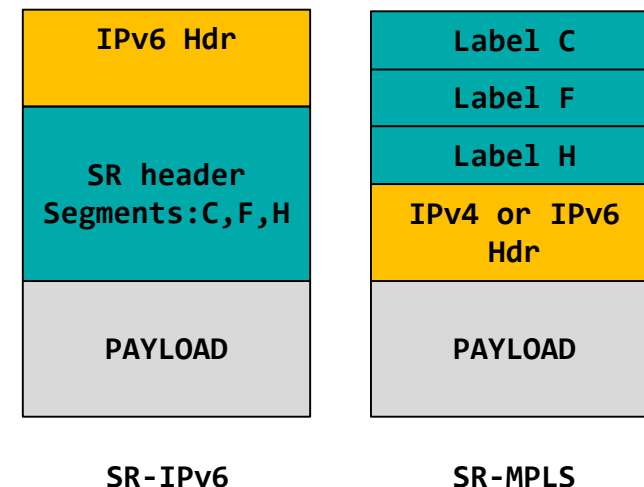 IPv6 Hdr
SR header
Segments:C,F,H
PAYLOAD
SR-IPv6
Label C
Label F
Label H
IPv4 or IPv6
Hdr
PAYLOAD
SR-MPLS